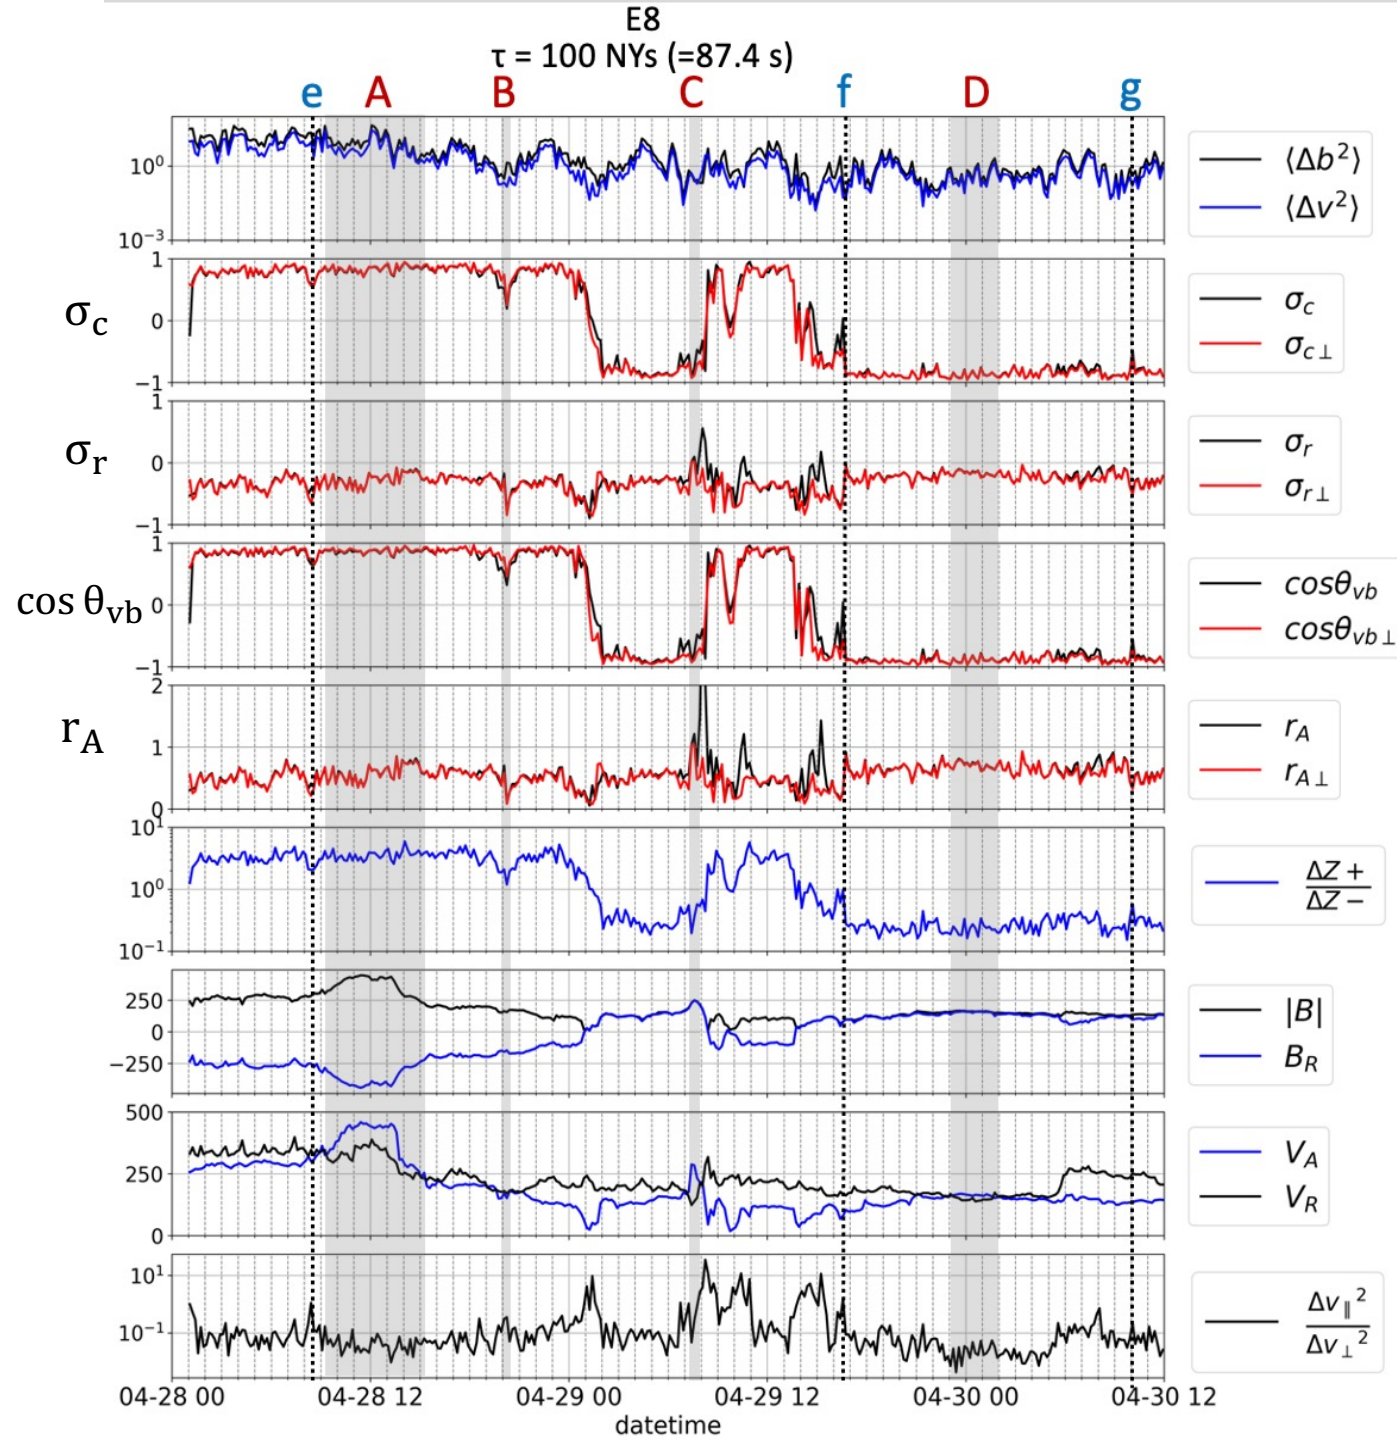 E8
τ = 100 NYs (=87.4 s)
e A B C f D g
10⁰
10⁻³
⟨Δb²⟩
⟨Δv²⟩
σc
1
0
−1
σc
σc⊥
σr
1
0
−1
σr
σr⊥
cos θvb
1
0
−1
cosθvb
cosθvb⊥
rA
2
1
0
rA
rA⊥
10¹
10⁰
10⁻¹
ΔZ +
ΔZ −
250
0
−250
|B|
BR
500
250
0
VA
VR
10¹
10⁻¹
Δv∥²
Δv⊥²
04-28 00 04-28 12 04-29 00 04-29 12 04-30 00 04-30 12
datetime